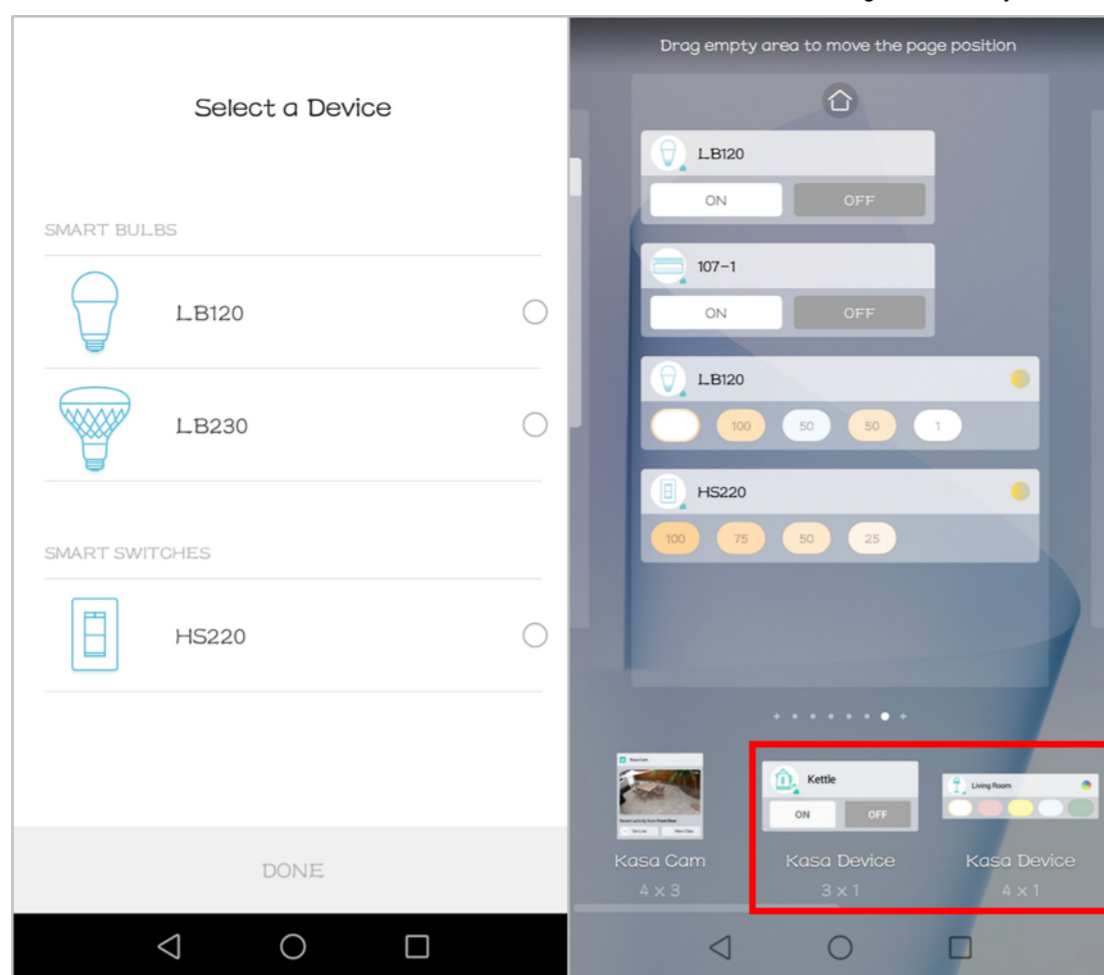 Select a Device
SMART BULBS
LB120
LB230
SMART SWITCHES
HS220
DONE
Drag empty area to move the page position
LB120
ON OFF
107-1
ON OFF
LB120
100 50 50 1
HS220
100 75 50 25
Kasa Cam
Kettle
ON OFF
Living Room
Kasa Cam
4 x 3
Kasa Device
3 x 1
Kasa Device
4 x 1